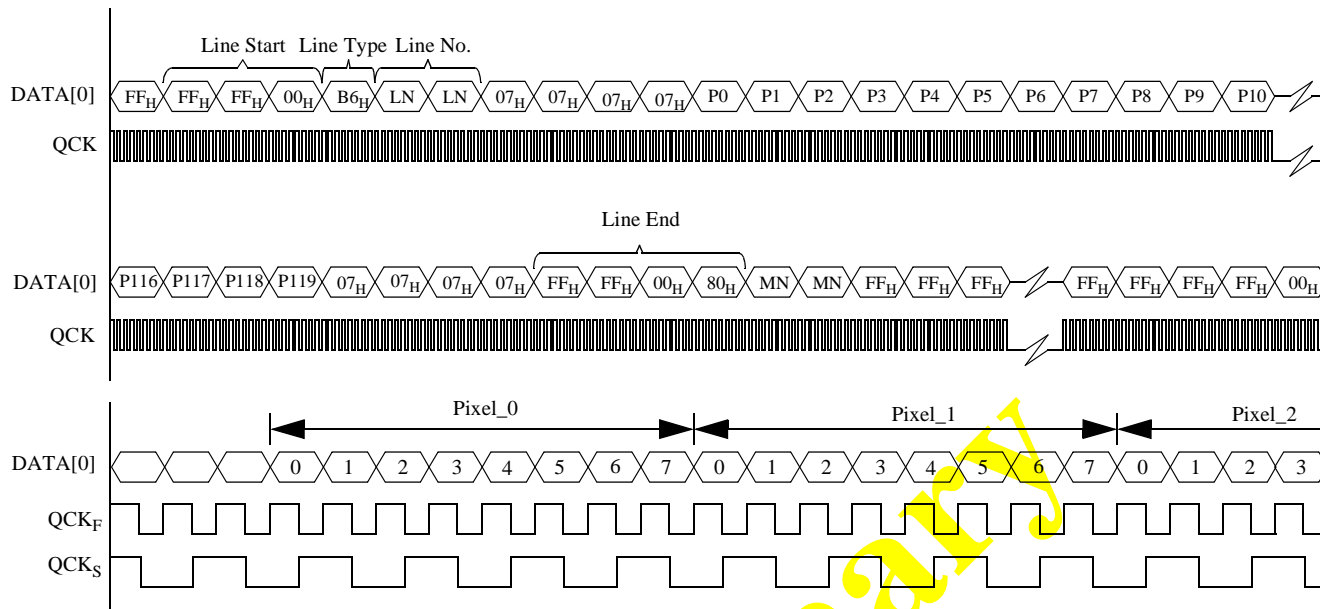 Line Start Line Type Line No.
DATA[0] FFH FFH FFH 00H B6H LN LN 07H 07H 07H 07H P0 P1 P2 P3 P4 P5 P6 P7 P8 P9 P10
QCK
Line End
DATA[0] P116 P117 P118 P119 07H 07H 07H 07H FFH FFH 00H 80H MN MN FFH FFH FFH FFH FFH FFH FFH 00H
QCK
Pixel_0 Pixel_1 Pixel_2
DATA[0] 0 1 2 3 4 5 6 7 0 1 2 3 4 5 6 7 0 1 2 3
QCKF
QCKS
ary